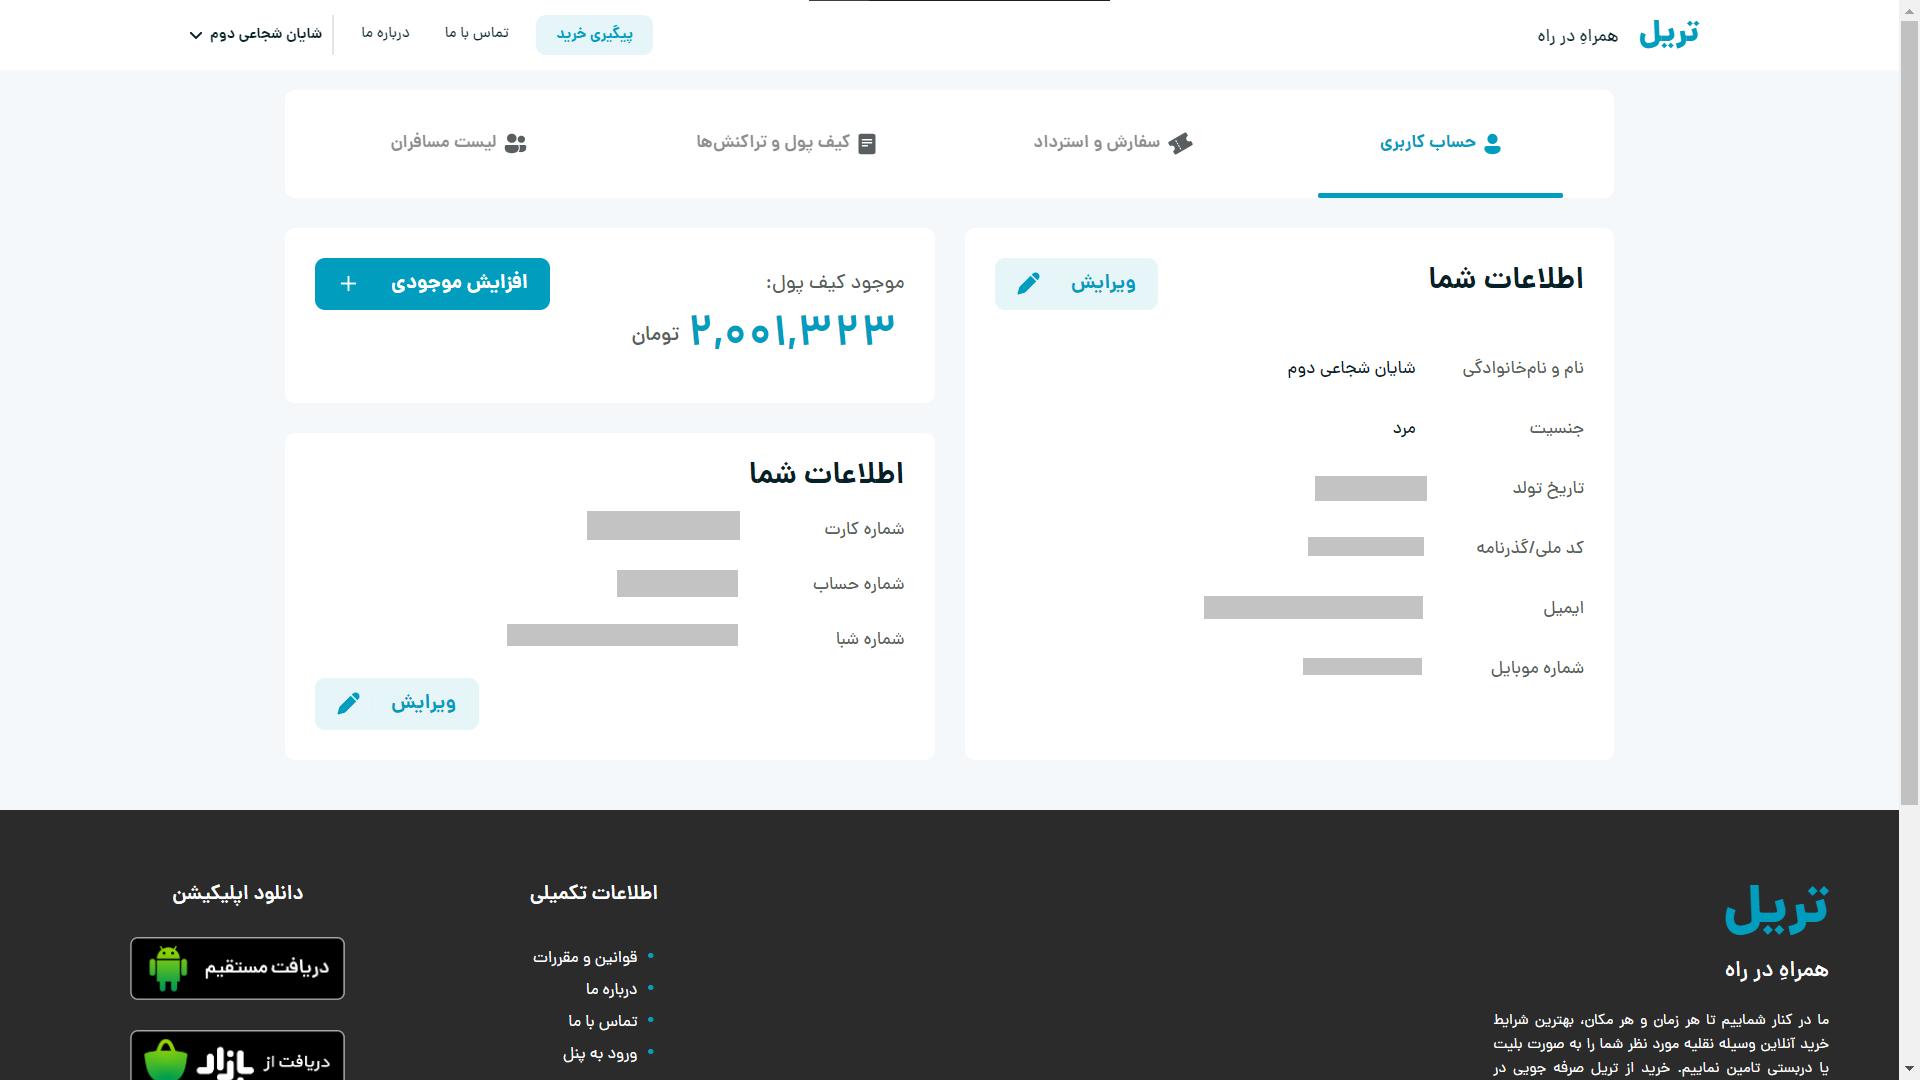 تریل
همراهِ در راه
پیگیری خرید
تماس با ما
درباره ما
شایان شجاعی دوم
حساب کاربری
سفارش و استرداد
کیف پول و تراکنش‌ها
لیست مسافران
اطلاعات شما
ویرایش
نام و نام‌خانوادگی
شایان شجاعی دوم
جنسیت
مرد
تاریخ تولد
کد ملی/گذرنامه
ایمیل
شماره موبایل
موجود کیف پول:
۲,۰۰۱,۳۲۳ تومان
افزایش موجودی
اطلاعات شما
شماره کارت
شماره حساب
شماره شبا
ویرایش
تریل
همراهِ در راه
ما در کنار شماییم تا هر زمان و هر مکان، بهترین شرایط
خرید آنلاین وسیله نقلیه مورد نظر شما را به صورت بلیت
یا دربستی تامین نماییم. خرید از تریل صرفه جویی در
اطلاعات تکمیلی
قوانین و مقررات
درباره ما
تماس با ما
ورود به پنل
دانلود اپلیکیشن
دریافت مستقیم
دریافت از بازار